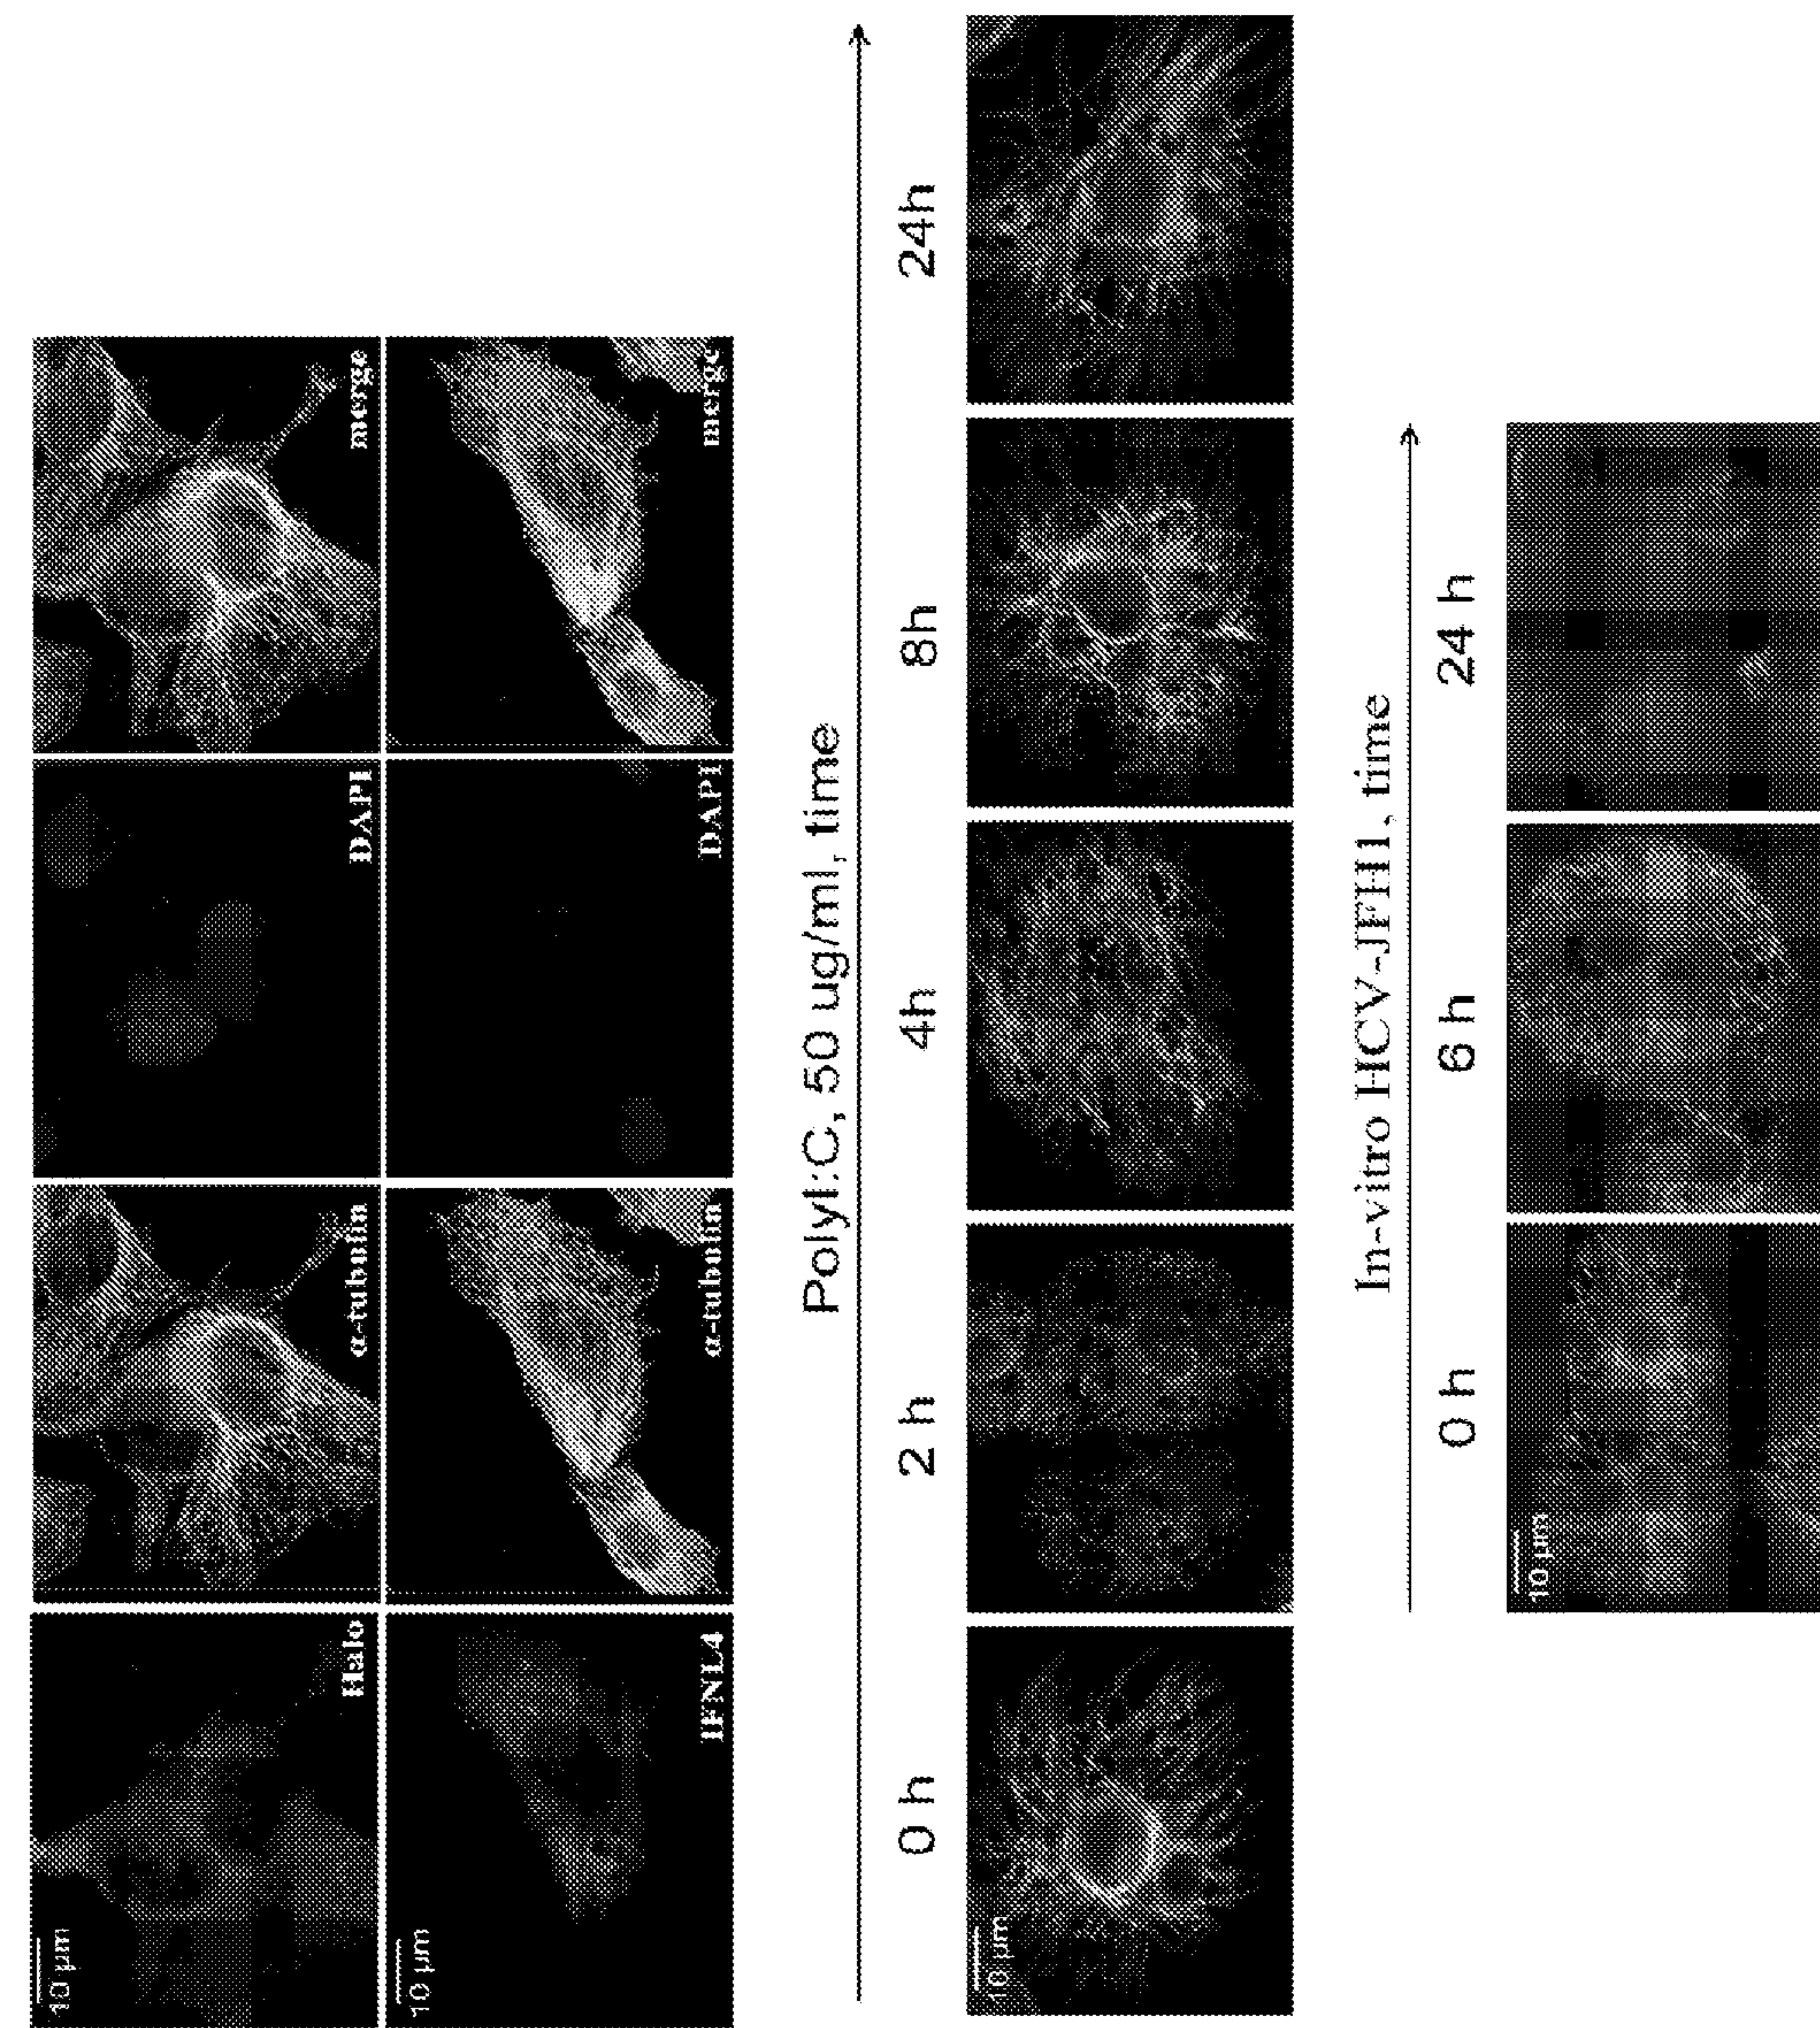 10 µm
Halo
α-tubulin
DAPI
merge
10 µm
IFNL4
α-tubulin
DAPI
merge
PolyI:C, 50 ug/ml, time
0 h
2 h
4h
8h
24h
10 µm
In-vitro HCV-JFH1, time
0 h
6 h
24 h
10 µm